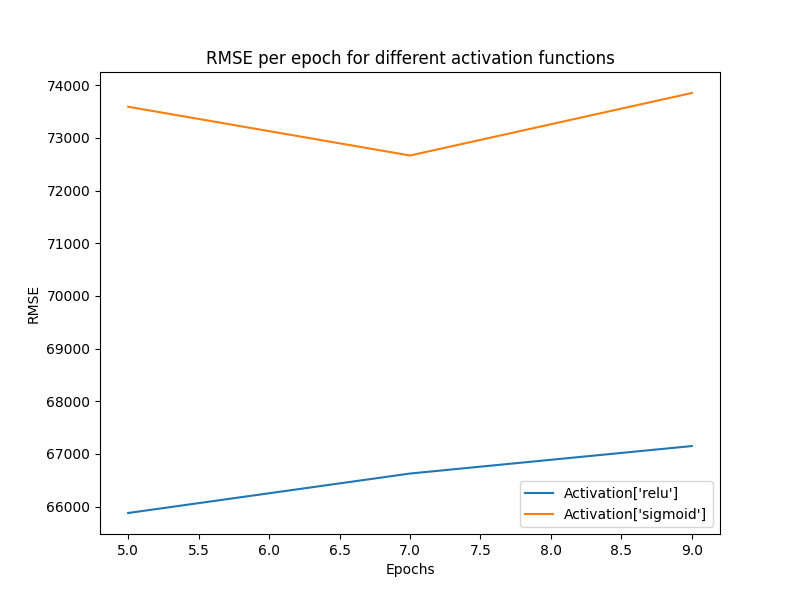 RMSE per epoch for different activation functions
74000
73000
72000
71000
70000
69000
68000
67000
66000
RMSE
5.0 5.5 6.0 6.5 7.0 7.5 8.0 8.5 9.0
Epochs
Activation['relu']
Activation['sigmoid']